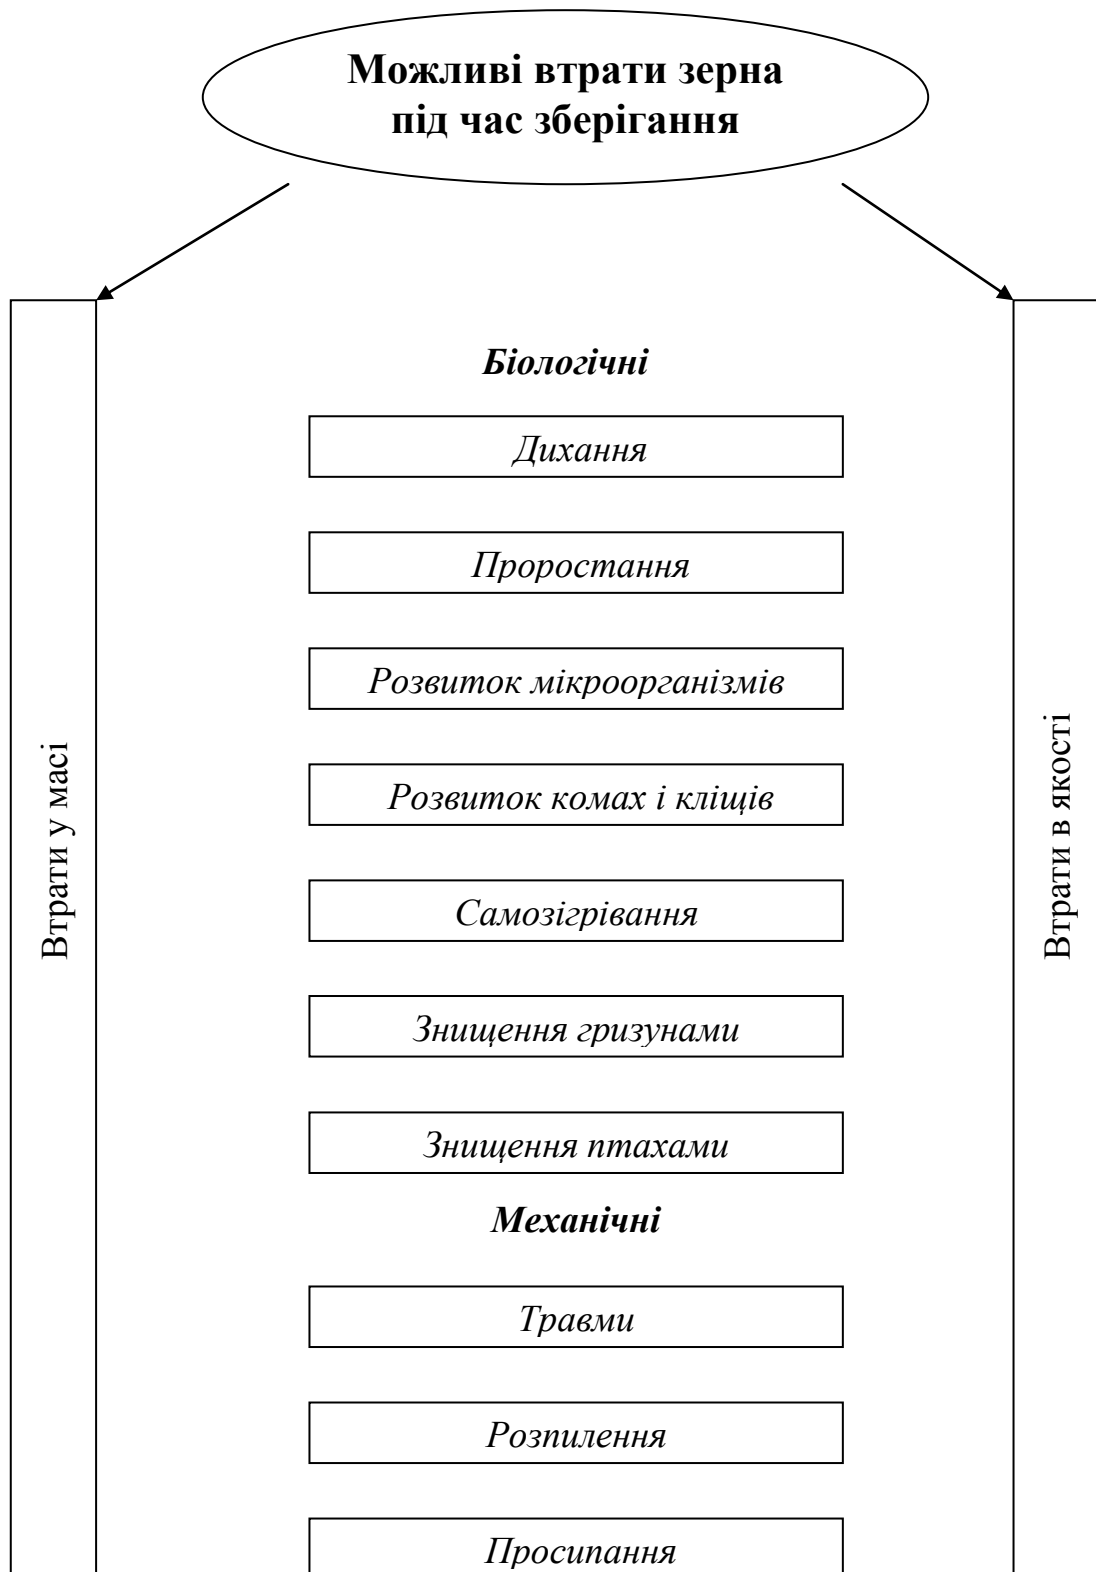 Можливі втрати зерна
під час зберігання
Втрати у масі
Біологічні
Дихання
Проростання
Розвиток мікроорганізмів
Розвиток комах і кліщів
Самозігрівання
Знищення гризунами
Знищення птахами
Механічні
Травми
Розпилення
Просипання
Втрати в якості